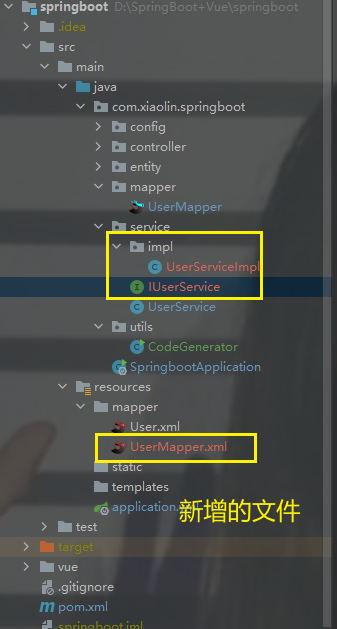 springboot D:\SpringBoot+Vue\springboot
.idea
src
main
java
com.xiaolin.springboot
config
controller
entity
mapper
UserMapper
service
impl
UserServiceImpl
IUserService
UserService
utils
CodeGenerator
SpringbootApplication
resources
mapper
User.xml
UserMapper.xml
static
templates
application.
新增的文件
test
target
vue
.gitignore
pom.xml
springboot.iml